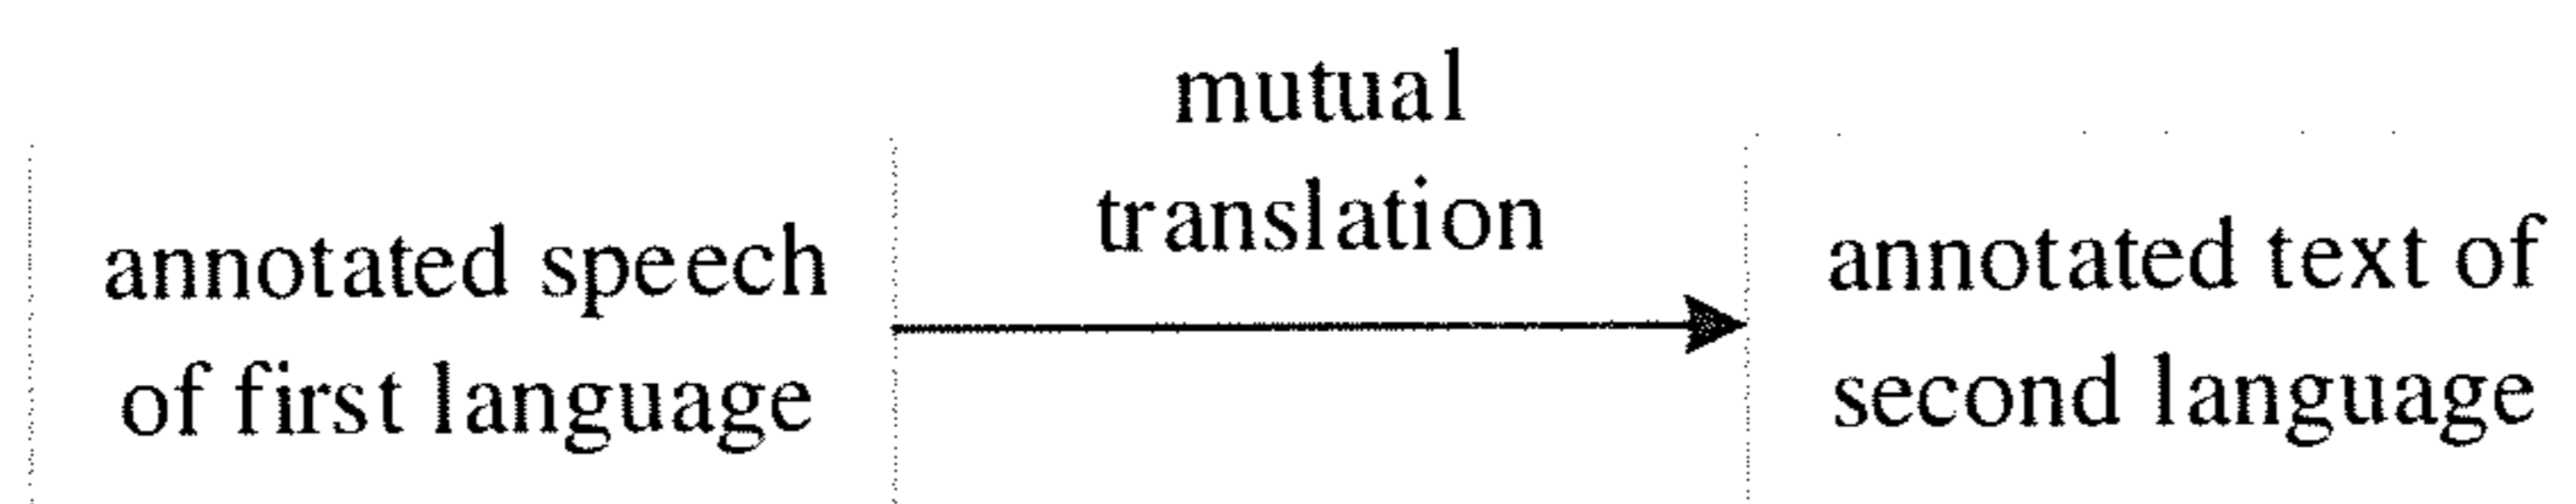 annotated speech
of first language
mutual
translation
annotated text of
second language